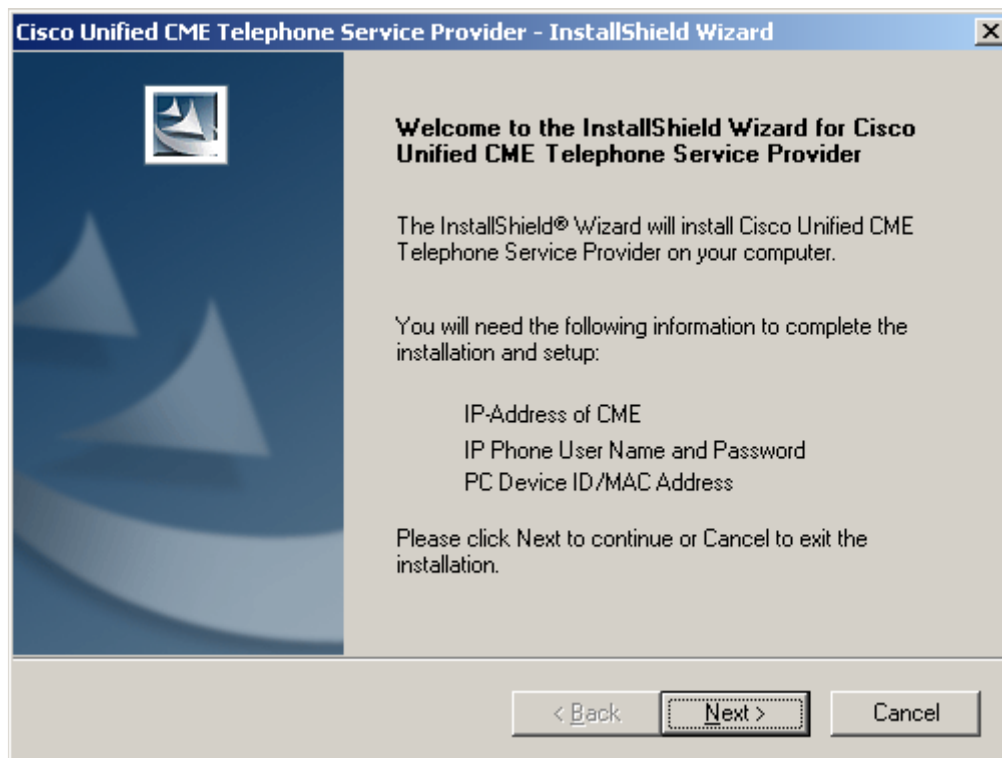 Cisco Unified CME Telephone Service Provider - InstallShield Wizard
Welcome to the InstallShield Wizard for Cisco
Unified CME Telephone Service Provider
The InstallShield® Wizard will install Cisco Unified CME
Telephone Service Provider on your computer.
You will need the following information to complete the
installation and setup:
IP-Address of CME
IP Phone User Name and Password
PC Device ID/MAC Address
Please click Next to continue or Cancel to exit the
installation.
< Back Next > Cancel